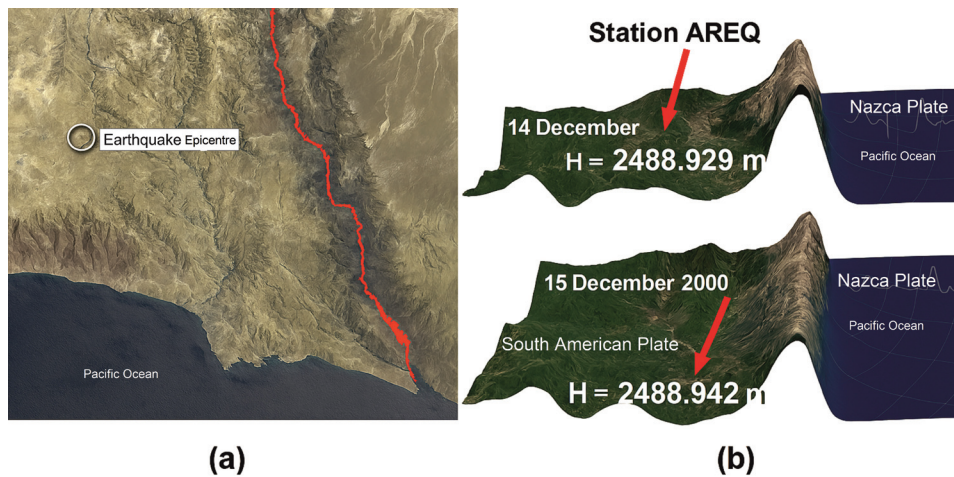 Earthquake Epicentre
Pacific Ocean
(a)
Station AREQ
14 December
H = 2488.929 m
Nazca Plate
Pacific Ocean
15 December 2000
South American Plate
H = 2488.942 m
Nazca Plate
Pacific Ocean
(b)